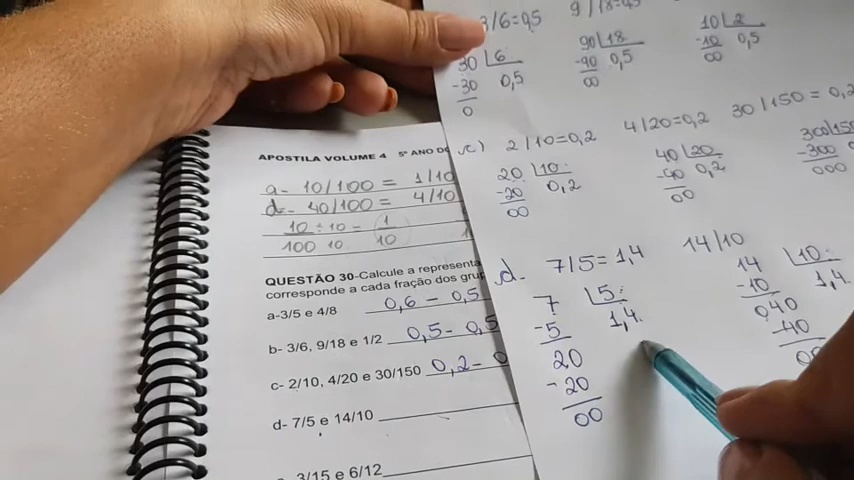 3/6=0,5
9/18=0,5
30 6
-30 0,5
0
90 18
-90 0,5
00
10 2
-10 0,5
00
c) 2/10=0,2
4/20=0,2
30/150=0,2
20 10
-20 0,2
00
40 20
-40 0,2
00
300 150
-300
000
d- 7/5=1,4
14/10
7 5
-5 1,4
20
-20
00
14 10
-10 1,4
040
-40
00
APOSTILA VOLUME 4 5º ANO DO
a- 10/100 = 1/10
d- 40/100 = 4/10
10 ÷ 10 = 1
100 10 10
QUESTÃO 30-Calcule a representa
corresponde a cada fração dos gru
a-3/5 e 4/8 0,6 - 0,5
b- 3/6, 9/18 e 1/2 0,5 - 0,5
c- 2/10, 4/20 e 30/150 0,2 - 0
d- 7/5 e 14/10
3/15 e 6/12